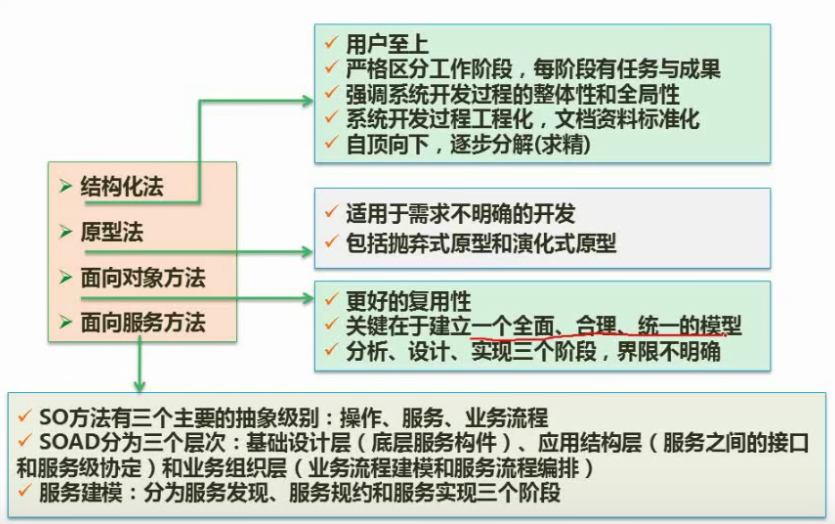 用户至上
严格区分工作阶段，每阶段有任务与成果
强调系统开发过程的整体性和全局性
系统开发过程工程化，文档资料标准化
自顶向下，逐步分解(求精)
结构化法
原型法
面向对象方法
面向服务方法
适用于需求不明确的开发
包括抛弃式原型和演化式原型
更好的复用性
关键在于建立一个全面、合理、统一的模型
分析、设计、实现三个阶段，界限不明确
SO方法有三个主要的抽象级别：操作、服务、业务流程
SOAD分为三个层次：基础设计层（底层服务构件）、应用结构层（服务之间的接口
和服务级协定）和业务组织层（业务流程建模和服务流程编排）
服务建模：分为服务发现、服务规约和服务实现三个阶段